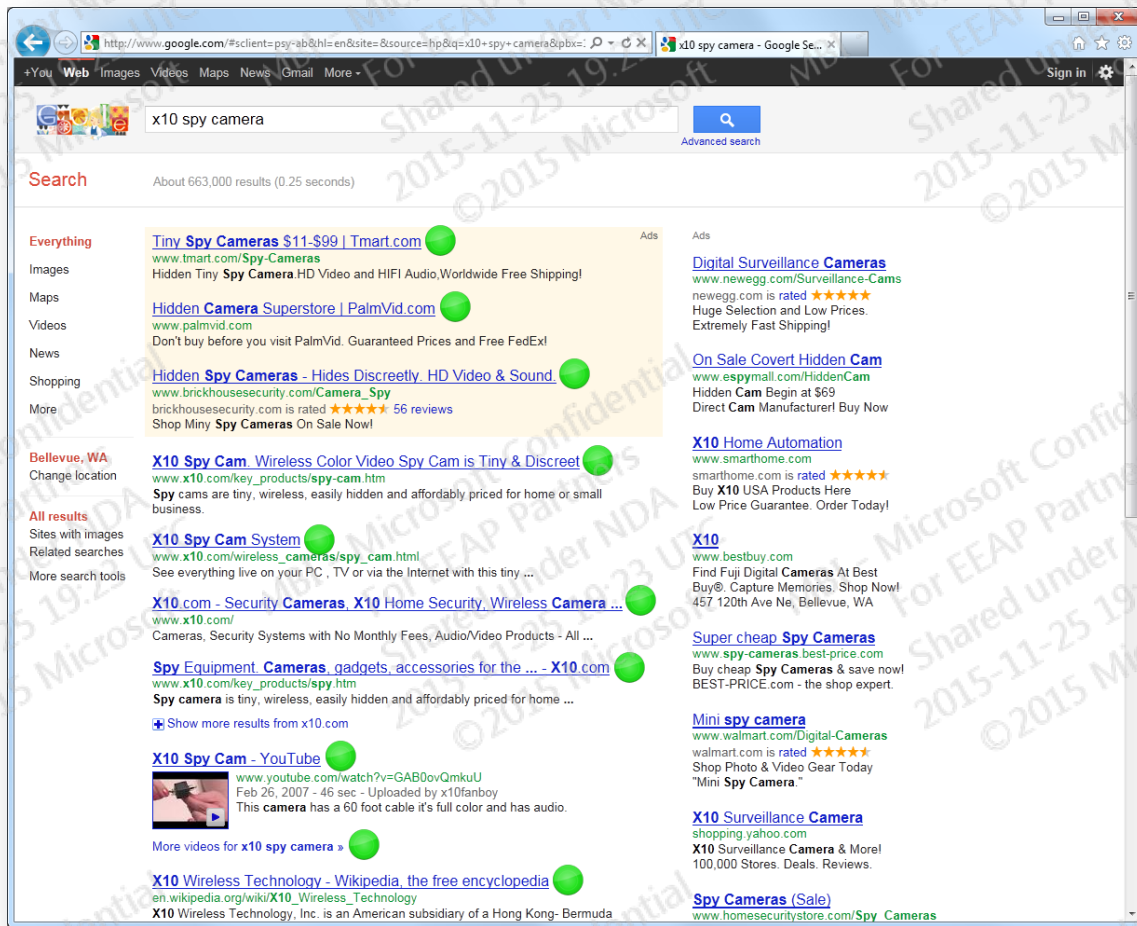 http://www.google.com/#sclient=psy-ab&hl=en&site=&source=hp&q=x10+spy+camera&pbx=
x10 spy camera - Google Se...
+You Web Images Videos Maps News Gmail More
Sign in
Google
x10 spy camera
Advanced search
Search
About 663,000 results (0.25 seconds)
Everything
Images
Maps
Videos
News
Shopping
More
Bellevue, WA
Change location
All results
Sites with images
Related searches
More search tools
Ads
Tiny Spy Cameras $11-$99 | Tmart.com
www.tmart.com/Spy-Cameras
Hidden Tiny Spy Camera.HD Video and HIFI Audio,Worldwide Free Shipping!
Hidden Camera Superstore | PalmVid.com
www.palmvid.com
Don't buy before you visit PalmVid. Guaranteed Prices and Free FedEx!
Hidden Spy Cameras - Hides Discreetly. HD Video & Sound.
www.brickhousesecurity.com/Camera_Spy
brickhousesecurity.com is rated 56 reviews
Shop Miny Spy Cameras On Sale Now!
X10 Spy Cam. Wireless Color Video Spy Cam is Tiny & Discreet
www.x10.com/key_products/spy-cam.htm
Spy cams are tiny, wireless, easily hidden and affordably priced for home or small
business.
X10 Spy Cam System
www.x10.com/wireless_cameras/spy_cam.html
See everything live on your PC , TV or via the Internet with this tiny ...
X10.com - Security Cameras, X10 Home Security, Wireless Camera ...
www.x10.com/
Cameras, Security Systems with No Monthly Fees, Audio/Video Products - All ...
Spy Equipment. Cameras, gadgets, accessories for the ... - X10.com
www.x10.com/key_products/spy.htm
Spy camera is tiny, wireless, easily hidden and affordably priced for home ...
Show more results from x10.com
X10 Spy Cam - YouTube
www.youtube.com/watch?v=GAB0ovQmkuU
Feb 26, 2007 - 46 sec - Uploaded by x10fanboy
This camera has a 60 foot cable it's full color and has audio.
More videos for x10 spy camera »
X10 Wireless Technology - Wikipedia, the free encyclopedia
en.wikipedia.org/wiki/X10_Wireless_Technology
X10 Wireless Technology, Inc. is an American subsidiary of a Hong Kong- Bermuda
Ads
Digital Surveillance Cameras
www.newegg.com/Surveillance-Cams
newegg.com is rated
Huge Selection and Low Prices.
Extremely Fast Shipping!
On Sale Covert Hidden Cam
www.espymall.com/HiddenCam
Hidden Cam Begin at $69
Direct Cam Manufacturer! Buy Now
X10 Home Automation
www.smarthome.com
smarthome.com is rated
Buy X10 USA Products Here
Low Price Guarantee. Order Today!
X10
www.bestbuy.com
Find Fuji Digital Cameras At Best
Buy®. Capture Memories. Shop Now!
457 120th Ave Ne, Bellevue, WA
Super cheap Spy Cameras
www.spy-cameras.best-price.com
Buy cheap Spy Cameras & save now!
BEST-PRICE.com - the shop expert.
Mini spy camera
www.walmart.com/Digital-Cameras
walmart.com is rated
Shop Photo & Video Gear Today
"Mini Spy Camera."
X10 Surveillance Camera
shopping.yahoo.com
X10 Surveillance Camera & More!
100,000 Stores. Deals. Reviews.
Spy Cameras (Sale)
www.homesecuritystore.com/Spy_Cameras
Microsoft Confidential
For FEAP Partners
Shared under NDA
2015-11-25 19:23 UTC
©2015 Microsoft